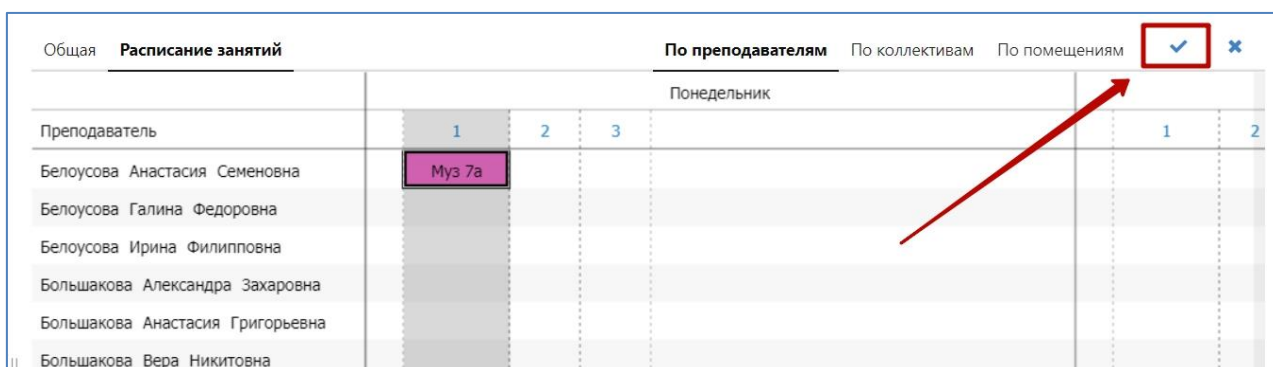 Общая Расписание занятий По преподавателям По коллективам По помещениям
Понедельник
Преподаватель 1 2 3 1 2
Белоусова Анастасия Семеновна Муз 7а
Белоусова Галина Федоровна
Белоусова Ирина Филипповна
Большакова Александра Захаровна
Большакова Анастасия Григорьевна
Большакова Вера Никитовна